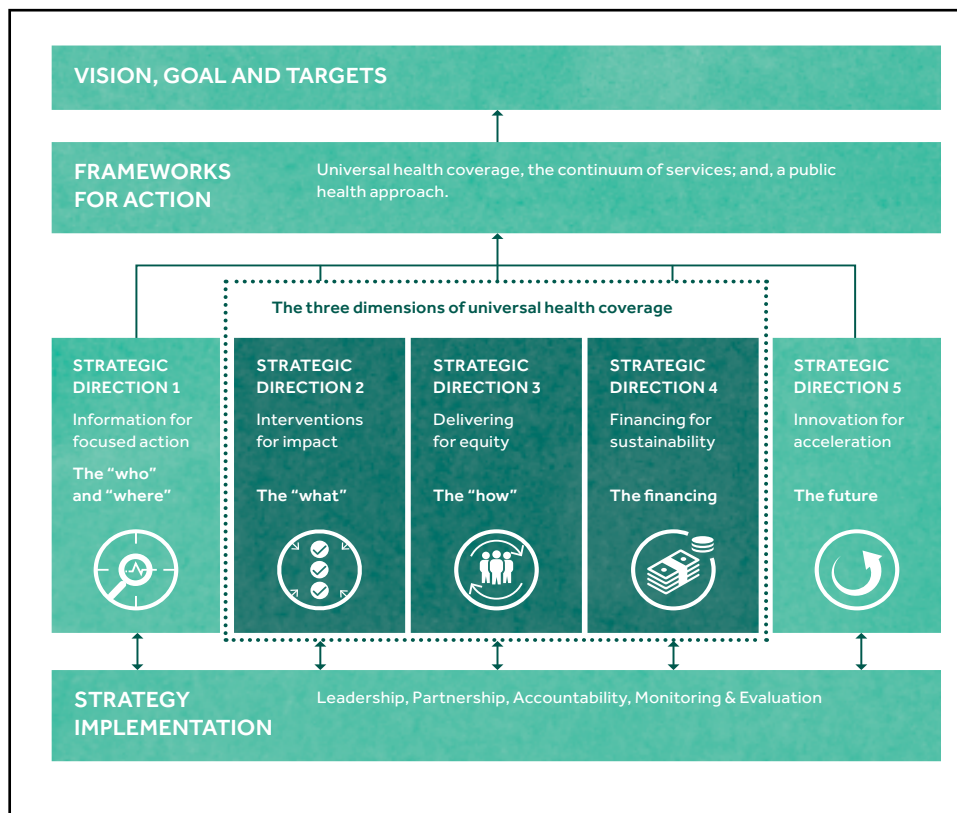 VISION, GOAL AND TARGETS
FRAMEWORKS
FOR ACTION
Universal health coverage, the continuum of services; and, a public
health approach.
The three dimensions of universal health coverage
STRATEGIC
DIRECTION 1
Information for
focused action
The “who”
and “where”
STRATEGIC
DIRECTION 2
Interventions
for impact
The “what”
STRATEGIC
DIRECTION 3
Delivering
for equity
The “how”
STRATEGIC
DIRECTION 4
Financing for
sustainability
The financing
STRATEGIC
DIRECTION 5
Innovation for
acceleration
The future
STRATEGY
IMPLEMENTATION
Leadership, Partnership, Accountability, Monitoring & Evaluation